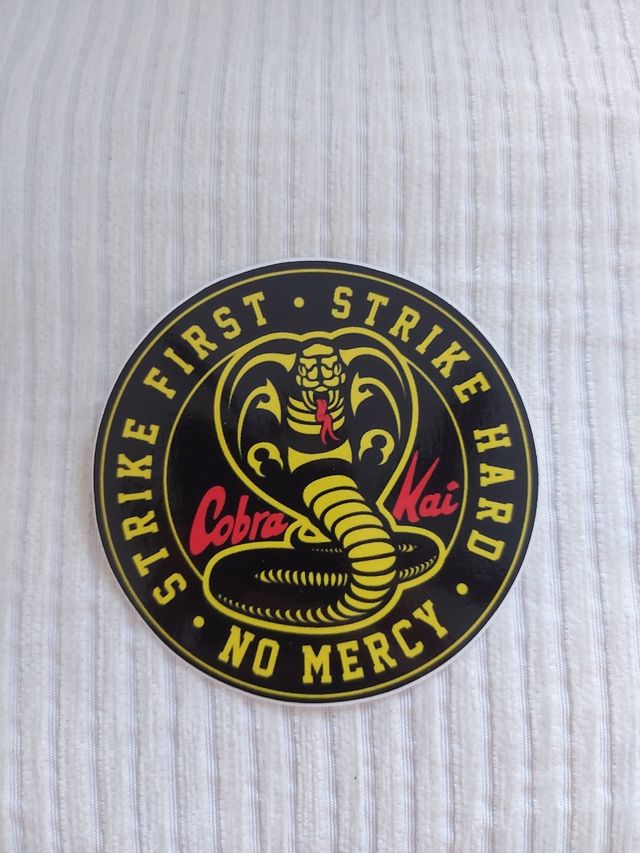 STRIKE FIRST • STRIKE HARD • NO MERCY •
Cobra Kai